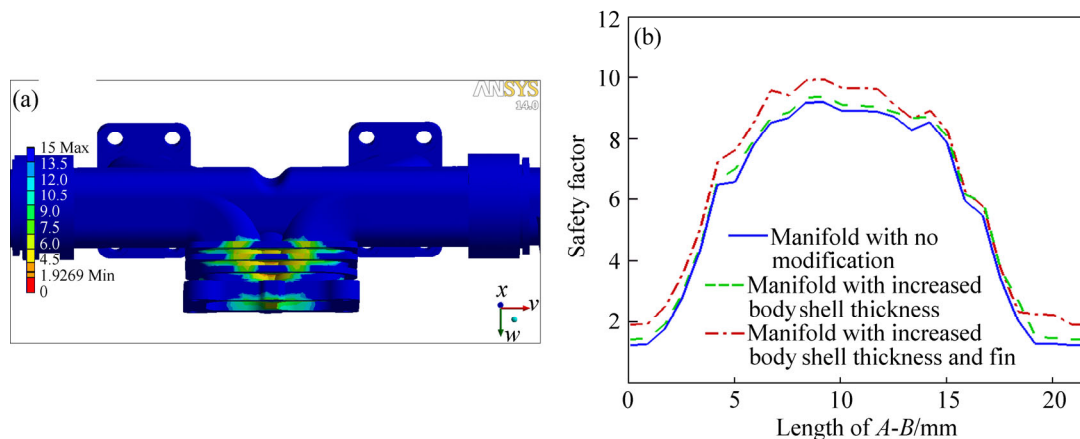 (a)
ANSYS
14.0
15 Max
13.5
12.0
10.5
9.0
7.5
6.0
4.5
1.9269 Min
0
x
v
w
(b)
12
10
8
6
4
2
0
5
10
15
20
Safety factor
Length of A-B/mm
Manifold with no
modification
Manifold with increased
body shell thickness
Manifold with increased
body shell thickness and fin